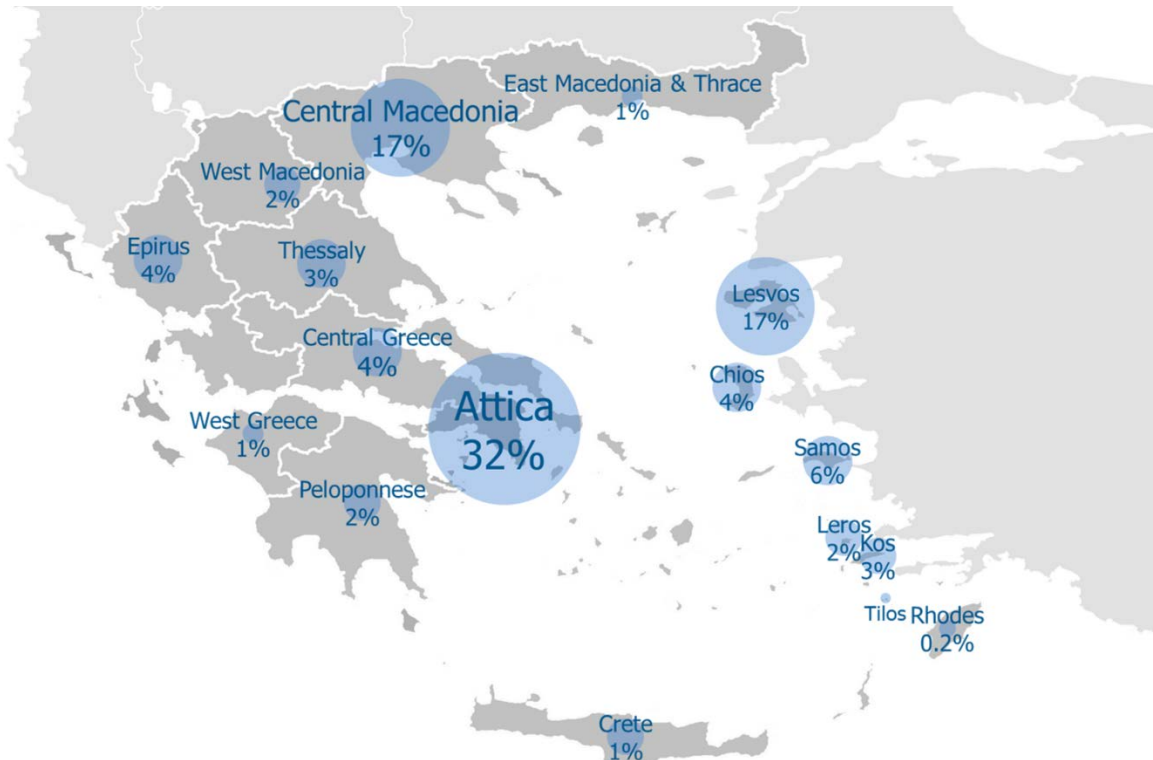 East Macedonia & Thrace
1%
Central Macedonia
17%
West Macedonia
2%
Epirus
4%
Thessaly
3%
Lesvos
17%
Central Greece
4%
Chios
4%
Attica
32%
West Greece
1%
Samos
6%
Peloponnese
2%
Leros
2%
Kos
3%
Tilos
Rhodes
0.2%
Crete
1%